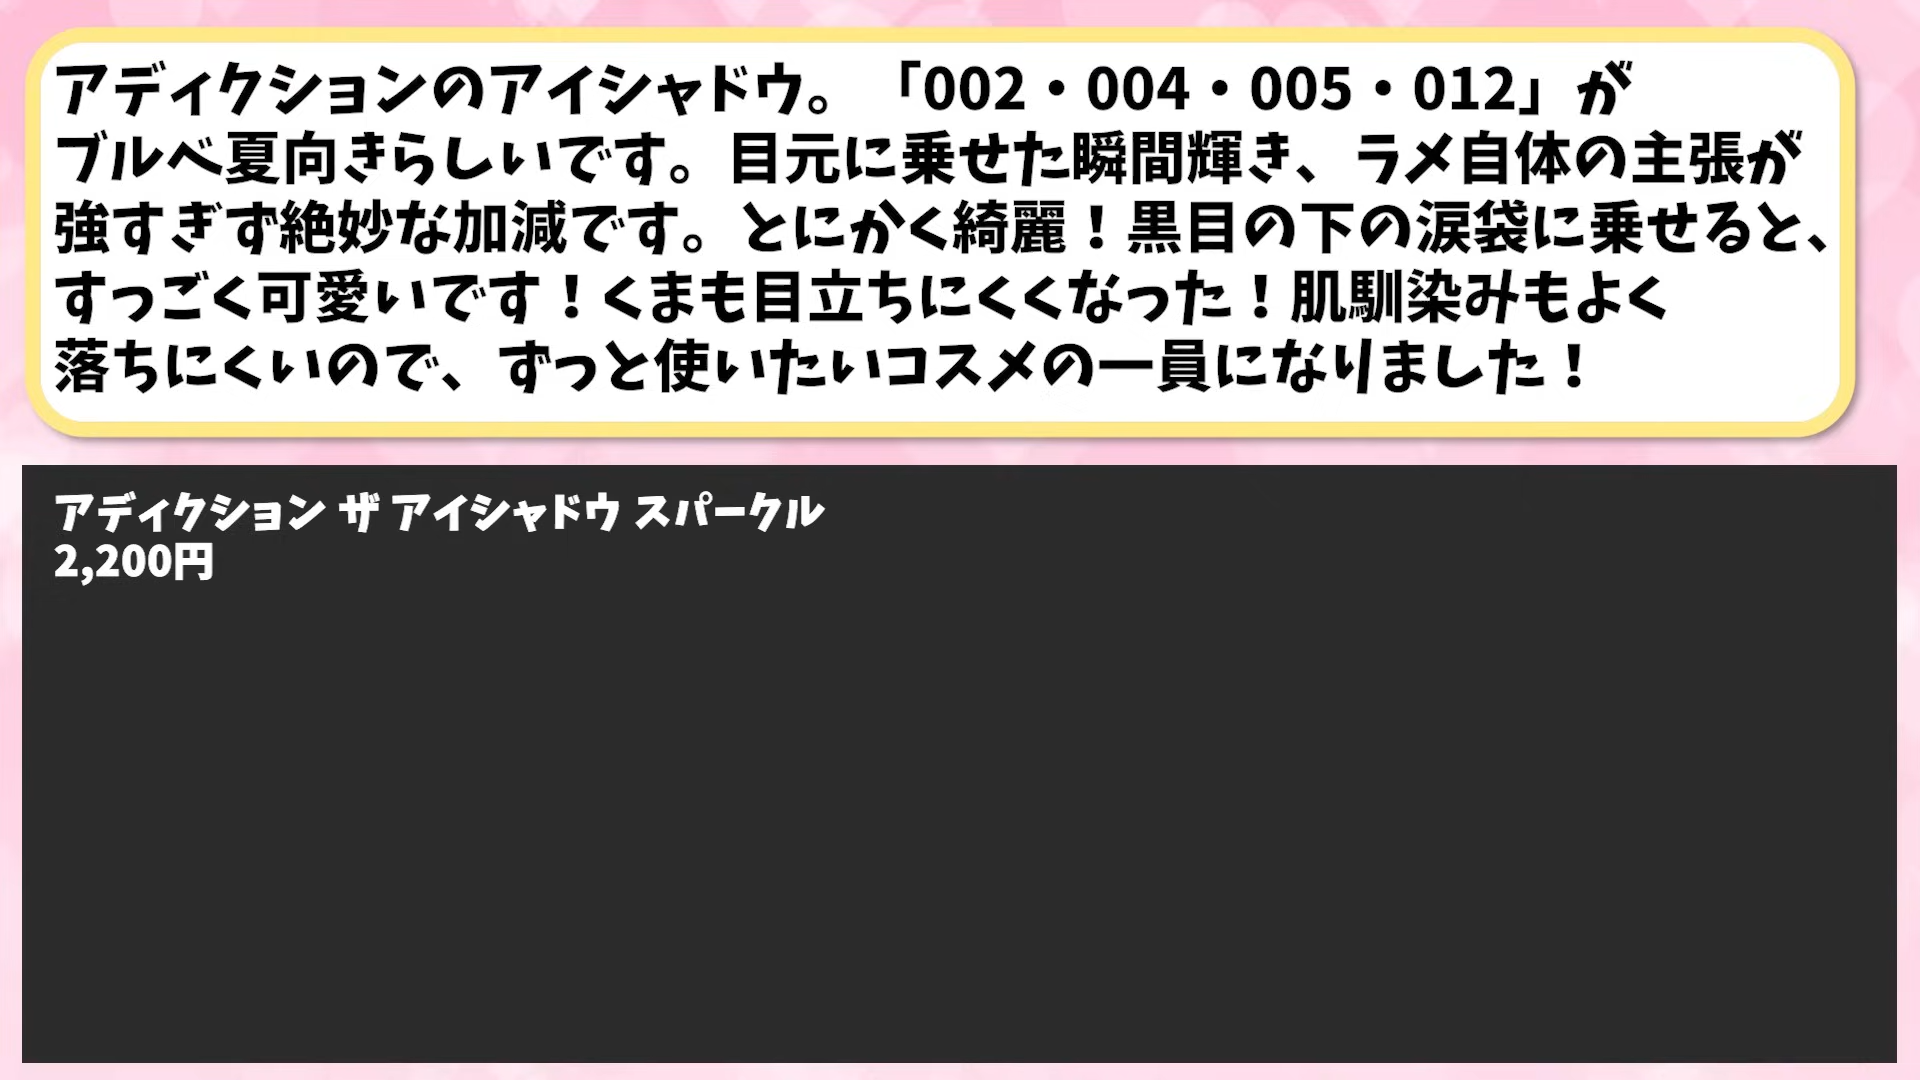 アディクションのアイシャドウ。「002・004・005・012」が
ブルベ夏向きらしいです。目元に乗せた瞬間輝き、ラメ自体の主張が
強すぎず絶妙な加減です。とにかく綺麗！黒目の下の涙袋に乗せると、
すっごく可愛いです！くまも目立ちにくくなった！肌馴染みもよく
落ちにくいので、ずっと使いたいコスメの一員になりました！
アディクション ザ アイシャドウ スパークル
2,200円